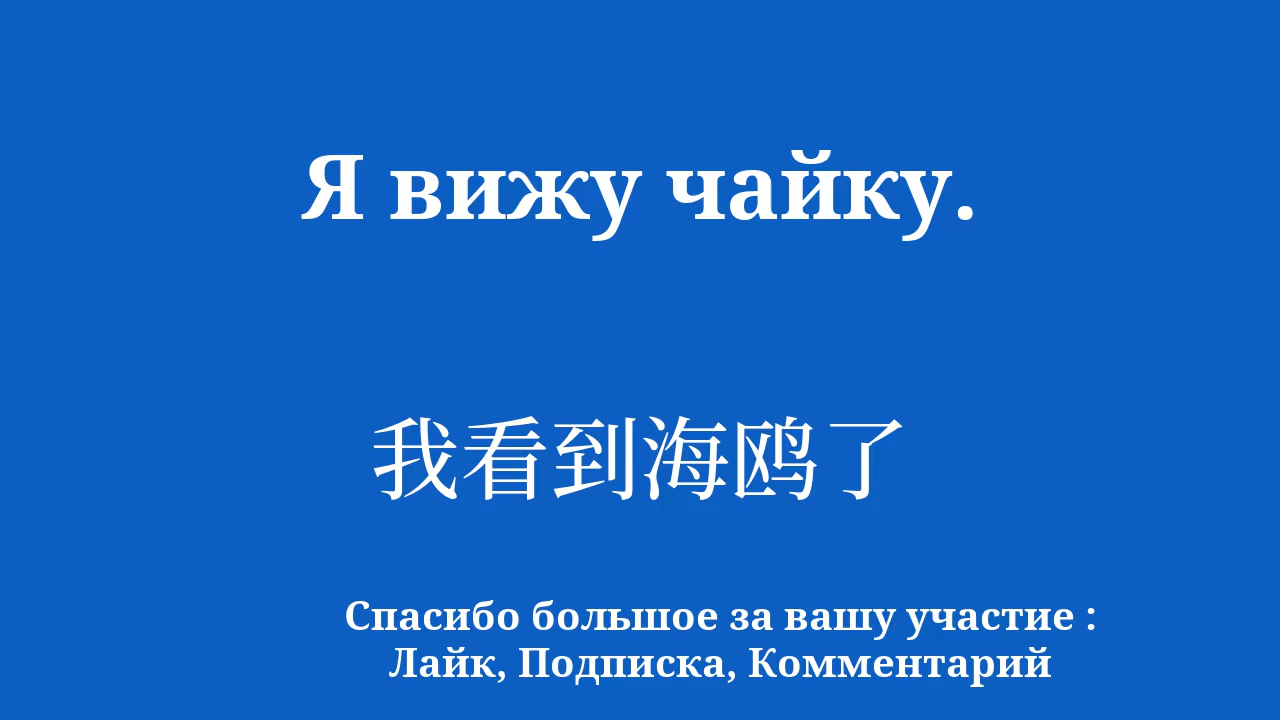 Я вижу чайку.
我看到海鸥了
Спасибо большое за вашу участие :
Лайк, Подписка, Комментарий